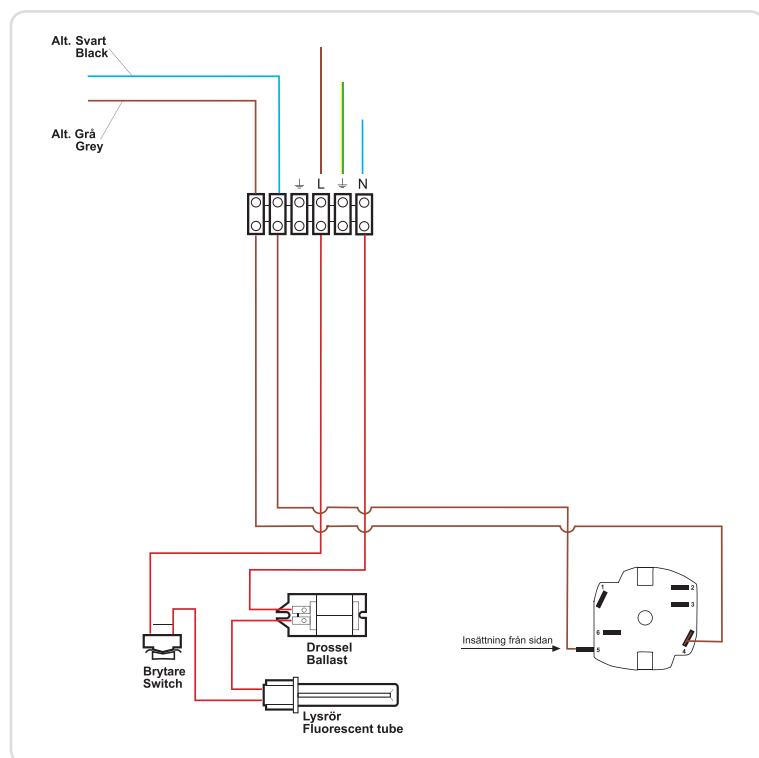 Alt. Svart
Black
Alt. Grå
Grey
L
N
1
2
3
6
Insättning från sidan
5
4
Drossel
Ballast
Brytare
Switch
Lysrör
Fluorescent tube